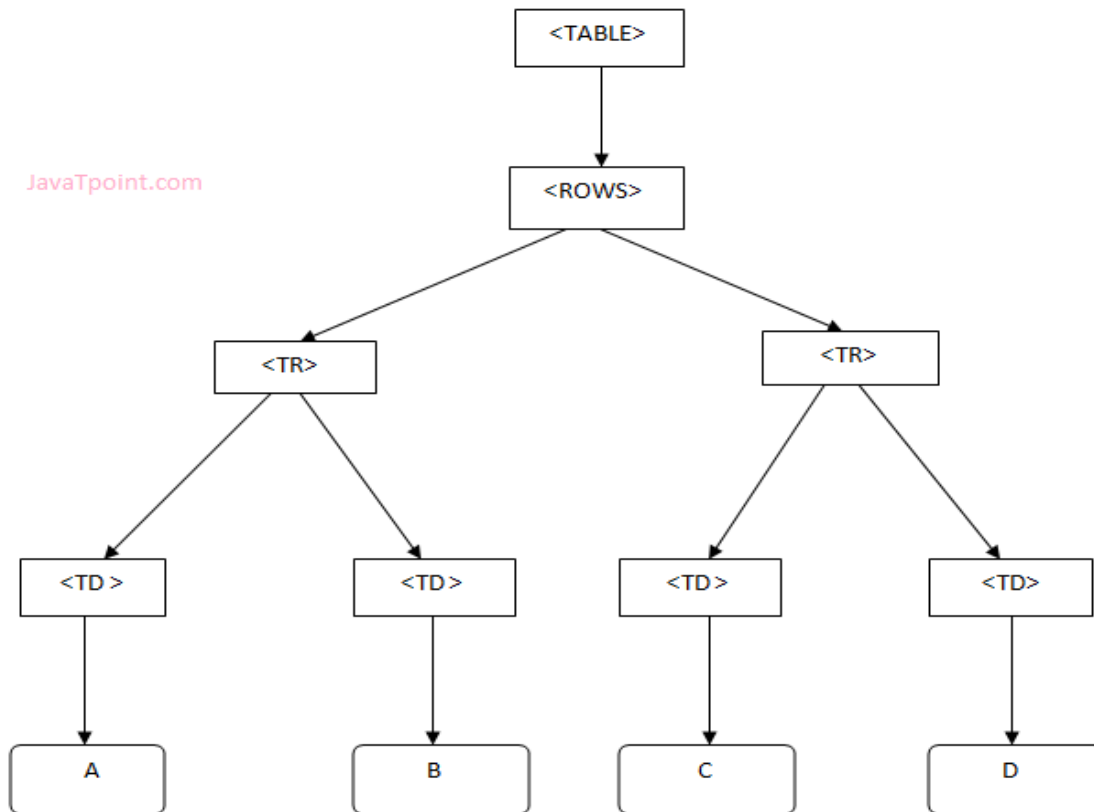 <TABLE>
JavaTpoint.com
<ROWS>
<TR>
<TR>
<TD >
<TD >
<TD >
<TD>
A
B
C
D